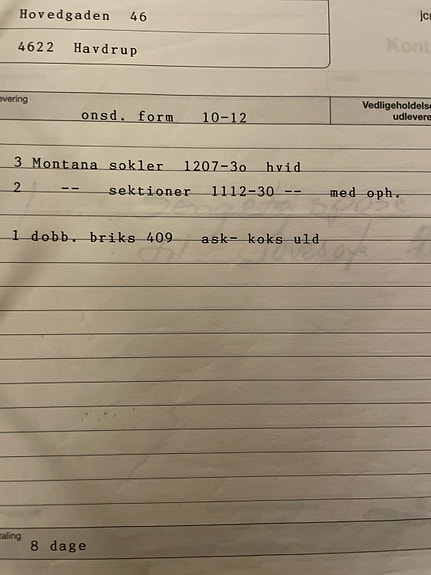 Hovedgaden 46
4622 Havdrup
evering
onsd. form 10-12
Vedligeholdelse
udlevere
3 Montana sokler 1207-3o hvid
2 -- sektioner 1112-30 -- med oph.
1 dobb. briks 409 ask- koks uld
taling
8 dage